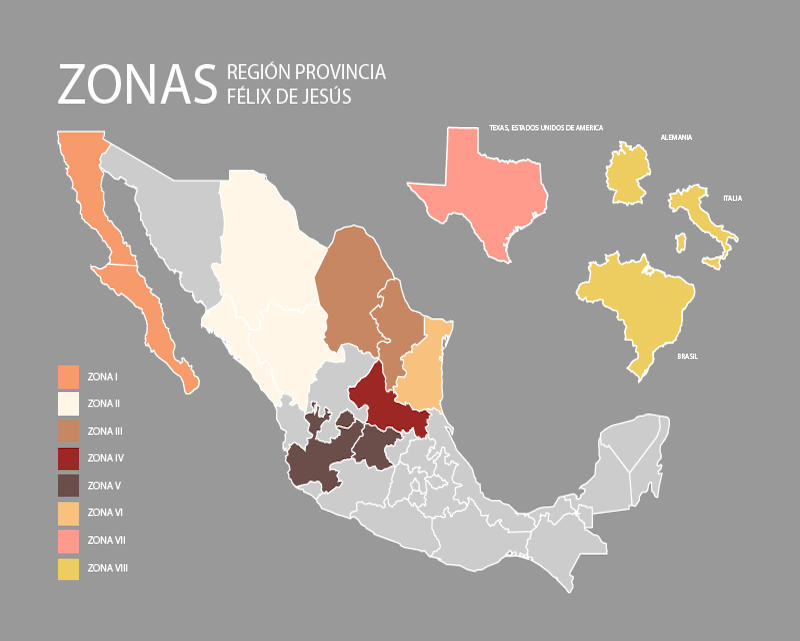 ZONAS
REGIÓN PROVINCIA
FÉLIX DE JESÚS
TEXAS, ESTADOS UNIDOS DE AMERICA
ALEMANIA
ITALIA
BRASIL
ZONA I
ZONA II
ZONA III
ZONA IV
ZONA V
ZONA VI
ZONA VII
ZONA VIII